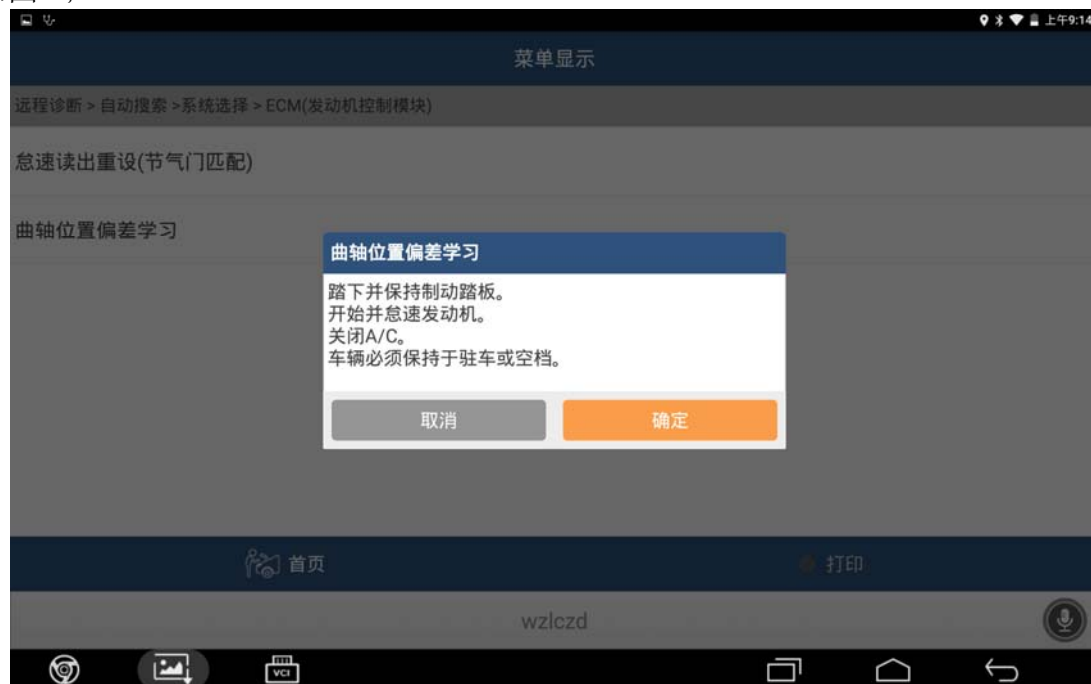 上午9:14
菜单显示
远程诊断 > 自动搜索 >系统选择 > ECM(发动机控制模块)
怠速读出重设(节气门匹配)
曲轴位置偏差学习
曲轴位置偏差学习
踏下并保持制动踏板。
开始并怠速发动机。
关闭A/C。
车辆必须保持于驻车或空档。
取消
确定
首页
打印
wzlczd
VCI